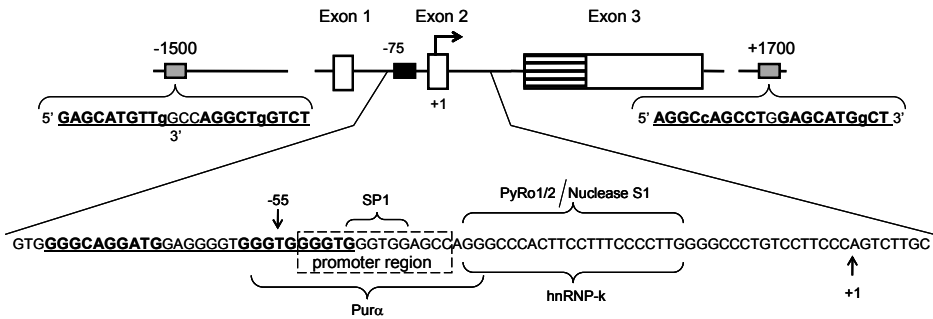 Exon 1 Exon 2 Exon 3
-1500 -75 +1700
+1
5' GAGCATGTTgGCCAGGCTgGTCT 3'
5' AGGCcAGCCTGGAGCATGgCT 3'
-55 SP1 PyRo1/2 / Nuclease S1
GTGGGGCAGGATGGAGGGGTGGGTGGGGTGGGTGGAGCCAGGGCCCACTTCCTTTCCCCTTGGGGCCCTGTCCTTCCCAGTCTTGC
promoter region
Purα hnRNP-k +1